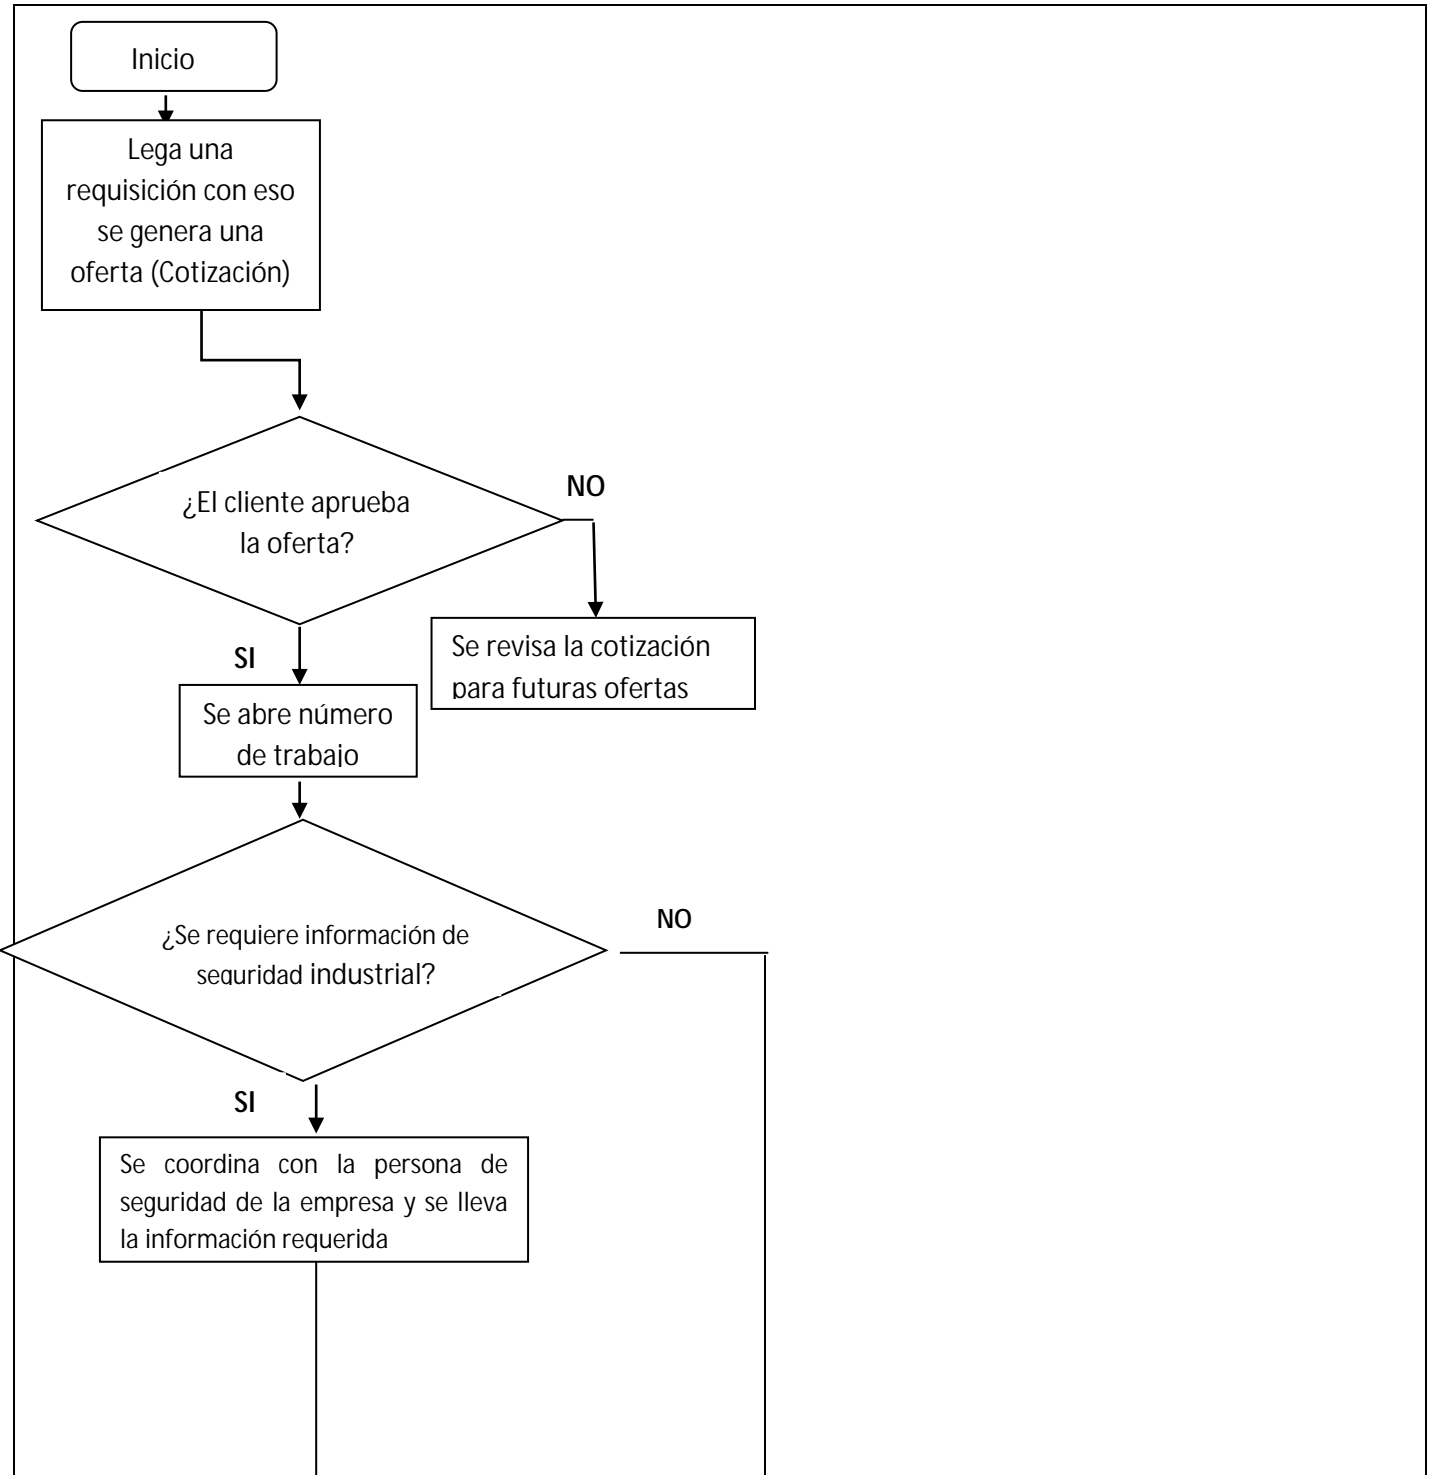 Inicio
Lega una
requisición con eso
se genera una
oferta (Cotización)
¿El cliente aprueba
la oferta?
NO
Se revisa la cotización
para futuras ofertas
SI
Se abre número
de trabajo
¿Se requiere información de
seguridad industrial?
NO
SI
Se coordina con la persona de
seguridad de la empresa y se lleva
la información requerida